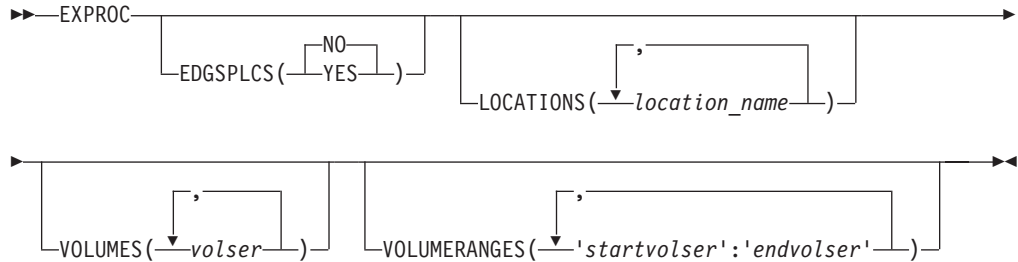 EXPROC
NO
,
EDGSPLCS( YES )
LOCATIONS( location_name )
, ,
VOLUMES( volser ) VOLUMERANGES( 'startvolser':'endvolser' )